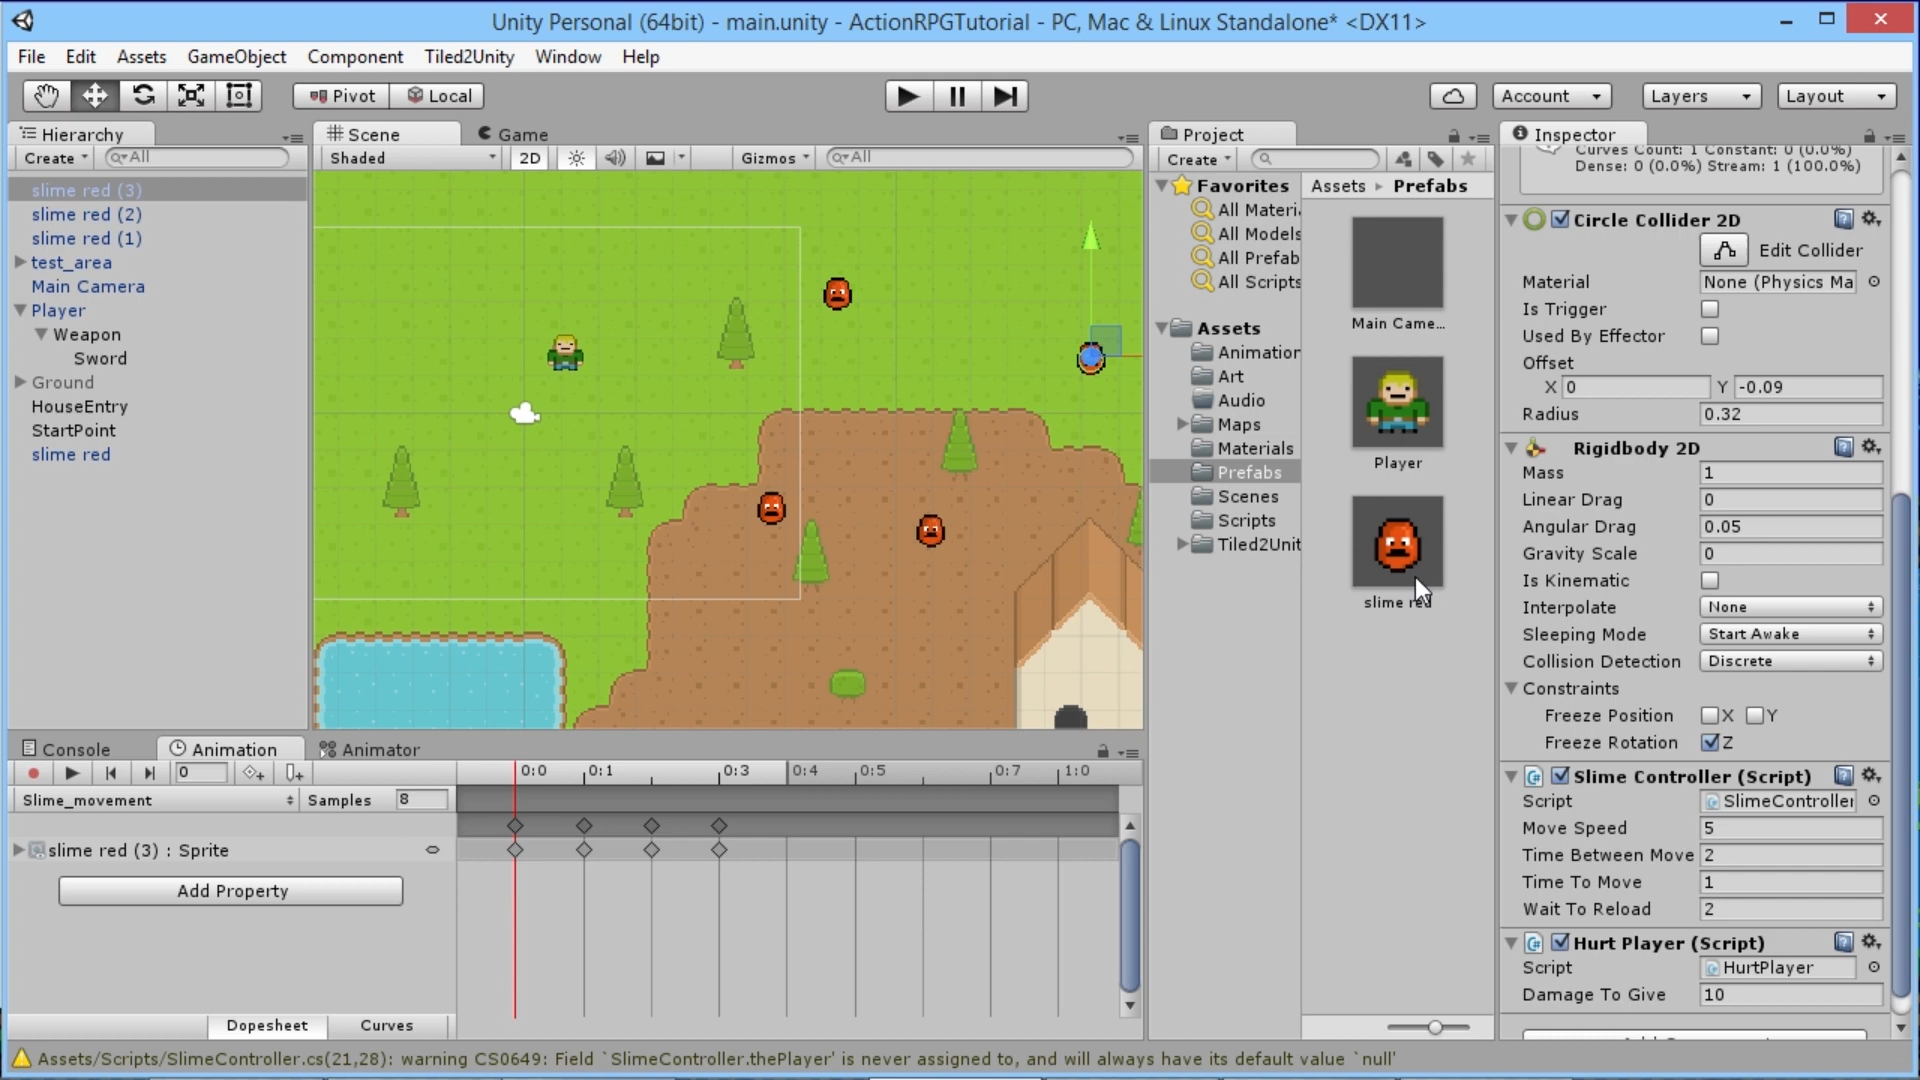 Unity Personal (64bit) - main.unity - ActionRPGTutorial - PC, Mac & Linux Standalone* <DX11>
File Edit Assets GameObject Component Tiled2Unity Window Help
Pivot Local Account Layers Layout
Hierarchy
Create All
slime red (3)
slime red (2)
slime red (1)
test_area
Main Camera
Player
Weapon
Sword
Ground
HouseEntry
StartPoint
slime red
Scene Game
Shaded 2D Gizmos All
Project
Create
Favorites
All Materi
All Models
All Prefab
All Scripts
Assets
Animation
Art
Audio
Maps
Materials
Prefabs
Scenes
Scripts
Tiled2Unit
Assets Prefabs
Main Came...
Player
slime red
Inspector
Curves Count: 1 Constant: 0 (0.0%)
Dense: 0 (0.0%) Stream: 1 (100.0%)
Circle Collider 2D
Edit Collider
Material None (Physics Ma
Is Trigger
Used By Effector
Offset
X 0 Y -0.09
Radius 0.32
Rigidbody 2D
Mass 1
Linear Drag 0
Angular Drag 0.05
Gravity Scale 0
Is Kinematic
Interpolate None
Sleeping Mode Start Awake
Collision Detection Discrete
Constraints
Freeze Position X Y
Freeze Rotation Z
Slime Controller (Script)
Script SlimeController
Move Speed 5
Time Between Move 2
Time To Move 1
Wait To Reload 2
Hurt Player (Script)
Script HurtPlayer
Damage To Give 10
Console Animation Animator
0 0:0 0:1 0:3 0:4 0:5 0:7 1:0
Slime_movement Samples 8
slime red (3) : Sprite
Add Property
Dopesheet Curves
Assets/Scripts/SlimeController.cs(21,28): warning CS0649: Field `SlimeController.thePlayer' is never assigned to, and will always have its default value `null'